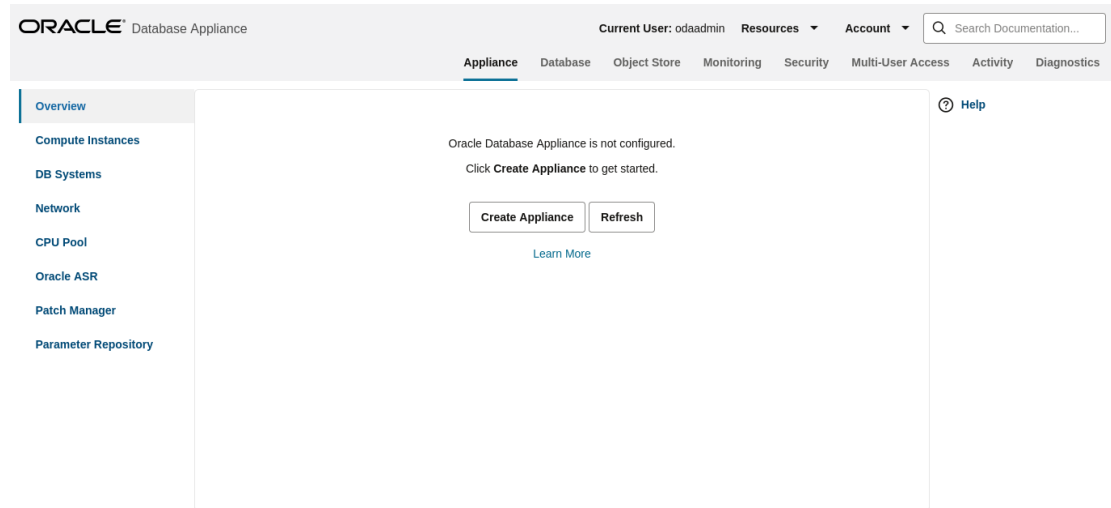 ORACLE Database Appliance
Current User: odaadmin Resources Account Search Documentation...
Appliance Database Object Store Monitoring Security Multi-User Access Activity Diagnostics
Overview
Compute Instances
DB Systems
Network
CPU Pool
Oracle ASR
Patch Manager
Parameter Repository
Oracle Database Appliance is not configured.
Click Create Appliance to get started.
Create Appliance Refresh
Learn More
Help